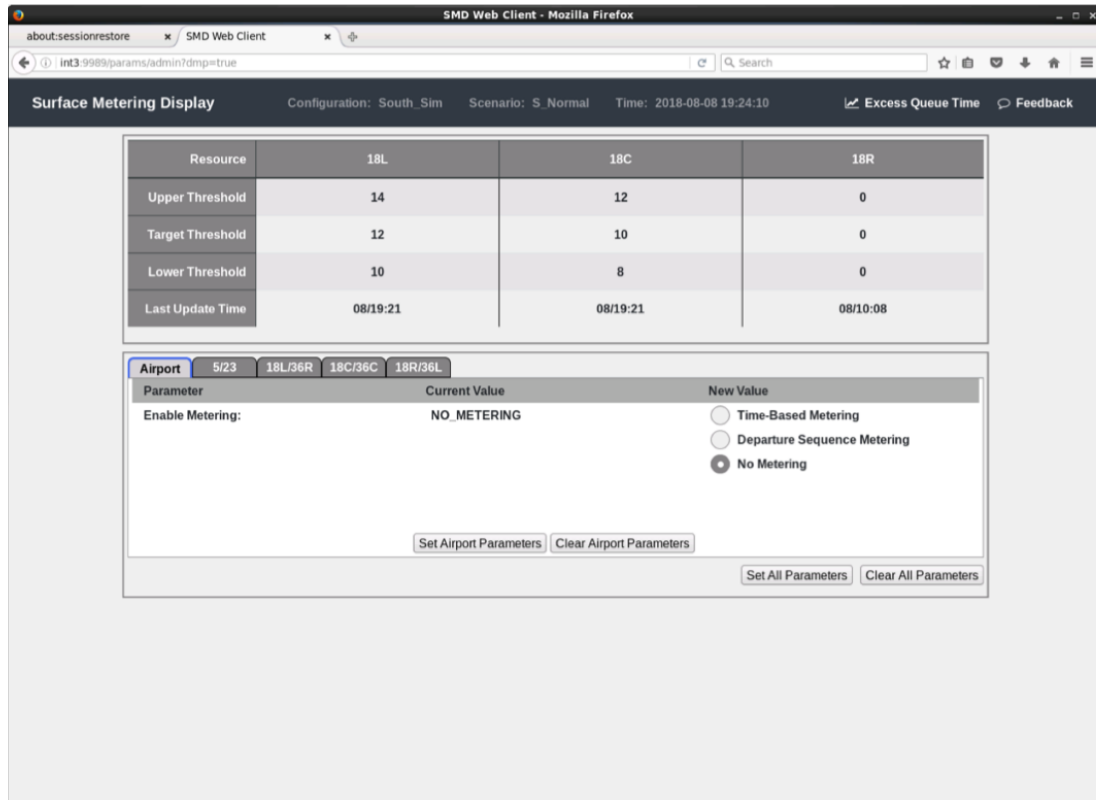 SMD Web Client - Mozilla Firefox
about:sessionrestore SMD Web Client
int3:9989/params/admin?dmp=true Search
Surface Metering Display Configuration: South_Sim Scenario: S_Normal Time: 2018-08-08 19:24:10 Excess Queue Time Feedback
Resource 18L 18C 18R
Upper Threshold 14 12 0
Target Threshold 12 10 0
Lower Threshold 10 8 0
Last Update Time 08/19:21 08/19:21 08/10:08
Airport 5/23 18L/36R 18C/36C 18R/36L
Parameter Current Value New Value
Enable Metering: NO_METERING Time-Based Metering
Departure Sequence Metering
No Metering
Set Airport Parameters Clear Airport Parameters
Set All Parameters Clear All Parameters